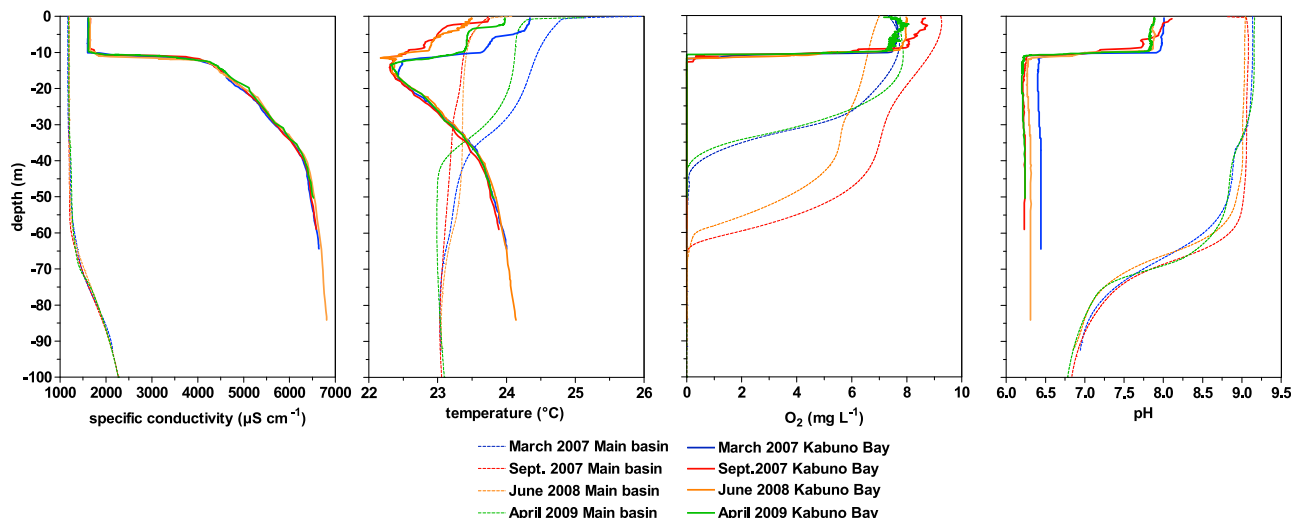 0
-10
-20
-30
-40
-50
-60
-70
-80
-90
-100
depth (m)
1000 2000 3000 4000 5000 6000 7000
specific conductivity (µS cm⁻¹)
22 23 24 25 26
temperature (°C)
0 2 4 6 8 10
O₂ (mg L⁻¹)
6.0 6.5 7.0 7.5 8.0 8.5 9.0 9.5
pH
March 2007 Main basin
Sept. 2007 Main basin
June 2008 Main basin
April 2009 Main basin
March 2007 Kabuno Bay
Sept.2007 Kabuno Bay
June 2008 Kabuno Bay
April 2009 Kabuno Bay